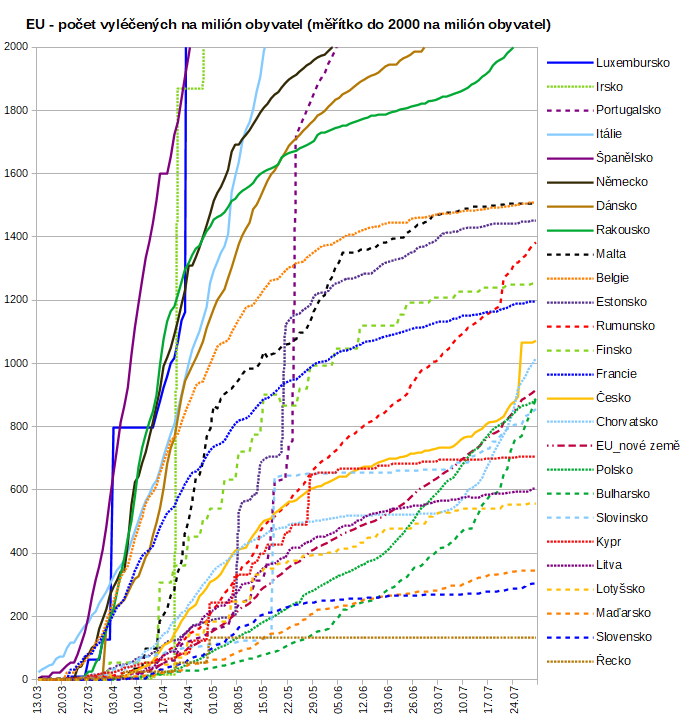 EU - počet vyléčených na milión obyvatel (měřítko do 2000 na milión obyvatel)
2000
1800
1600
1400
1200
1000
800
600
400
200
0
13.03
20.03
27.03
03.04
10.04
17.04
24.04
01.05
08.05
15.05
22.05
29.05
05.06
12.06
19.06
26.06
03.07
10.07
17.07
24.07
Luxembursko
Irsko
Portugalsko
Itálie
Španělsko
Německo
Dánsko
Rakousko
Malta
Belgie
Estonsko
Rumunsko
Finsko
Francie
Česko
Chorvatsko
EU_nové země
Polsko
Bulharsko
Slovinsko
Kypr
Litva
Lotyšsko
Maďarsko
Slovensko
Řecko